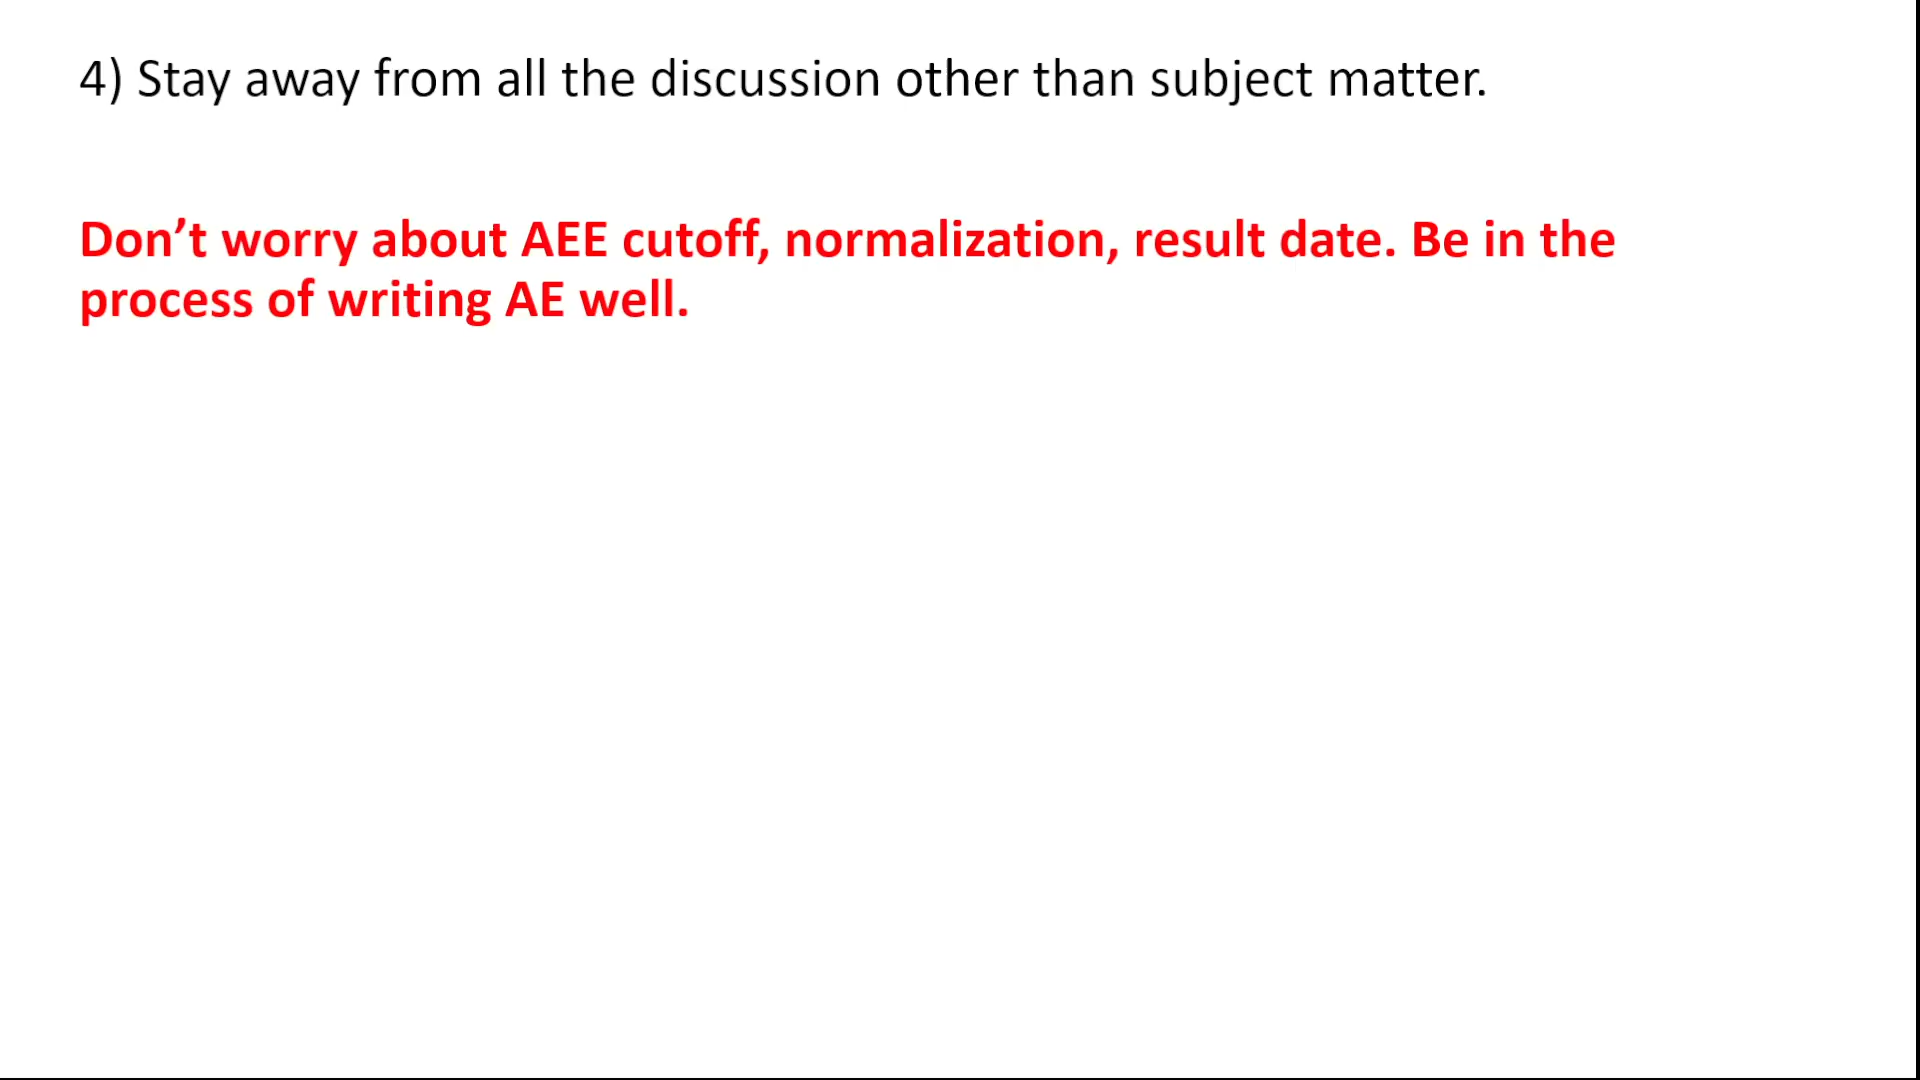 4) Stay away from all the discussion other than subject matter.
Don’t worry about AEE cutoff, normalization, result date. Be in the
process of writing AE well.